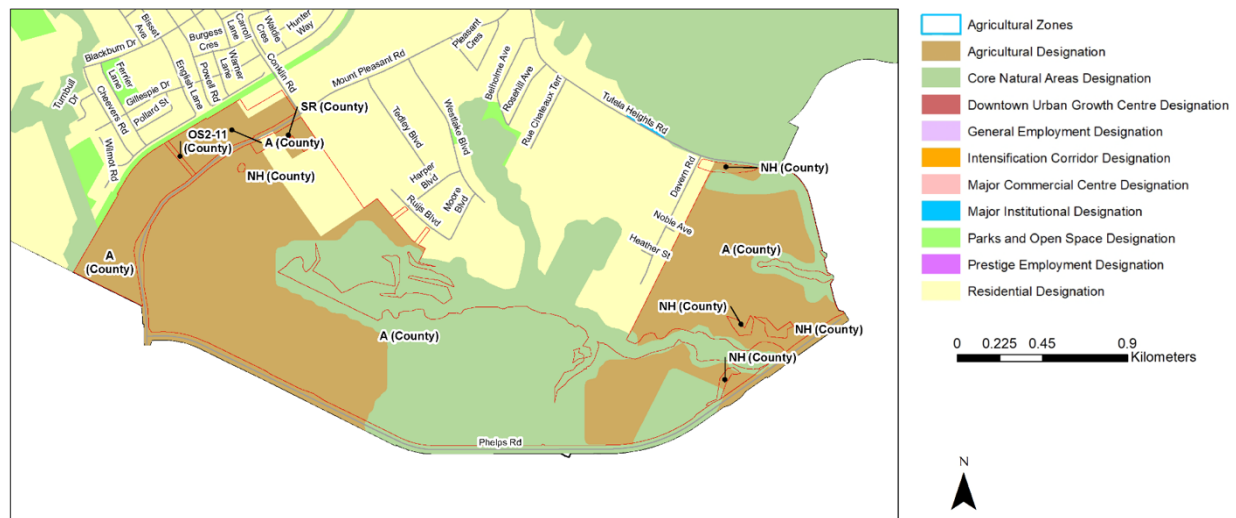 Blackburn Dr
Bisset
Ave
Burgess
Cres
Carroll
Lane
Waldie
Cres
Hunter
Way
Turnbull
Dr
Ferrier
Lane
Gillespie Dr
English Lane
Powell Rd
Warner
Lane
Conklin Rd
Cheevers Rd
Pollard St
Wilmot Rd
Mount Pleasant Rd
Pleasant
Cres
Belholme Ave
Rosehill Ave
Rue Chateaux Terr
Tutela Heights Rd
Tedley Blvd
Westlake Blvd
Harper
Blvd
Ruijs Blvd
Moore
Blvd
Davern Rd
Noble Ave
Heather St
Phelps Rd
SR (County)
OS2-11
(County)
A (County)
NH (County)
A
(County)
A (County)
NH (County)
A (County)
NH (County)
NH (County)
NH (County)
Agricultural Zones
Agricultural Designation
Core Natural Areas Designation
Downtown Urban Growth Centre Designation
General Employment Designation
Intensification Corridor Designation
Major Commercial Centre Designation
Major Institutional Designation
Parks and Open Space Designation
Prestige Employment Designation
Residential Designation
0 0.225 0.45 0.9
Kilometers
N